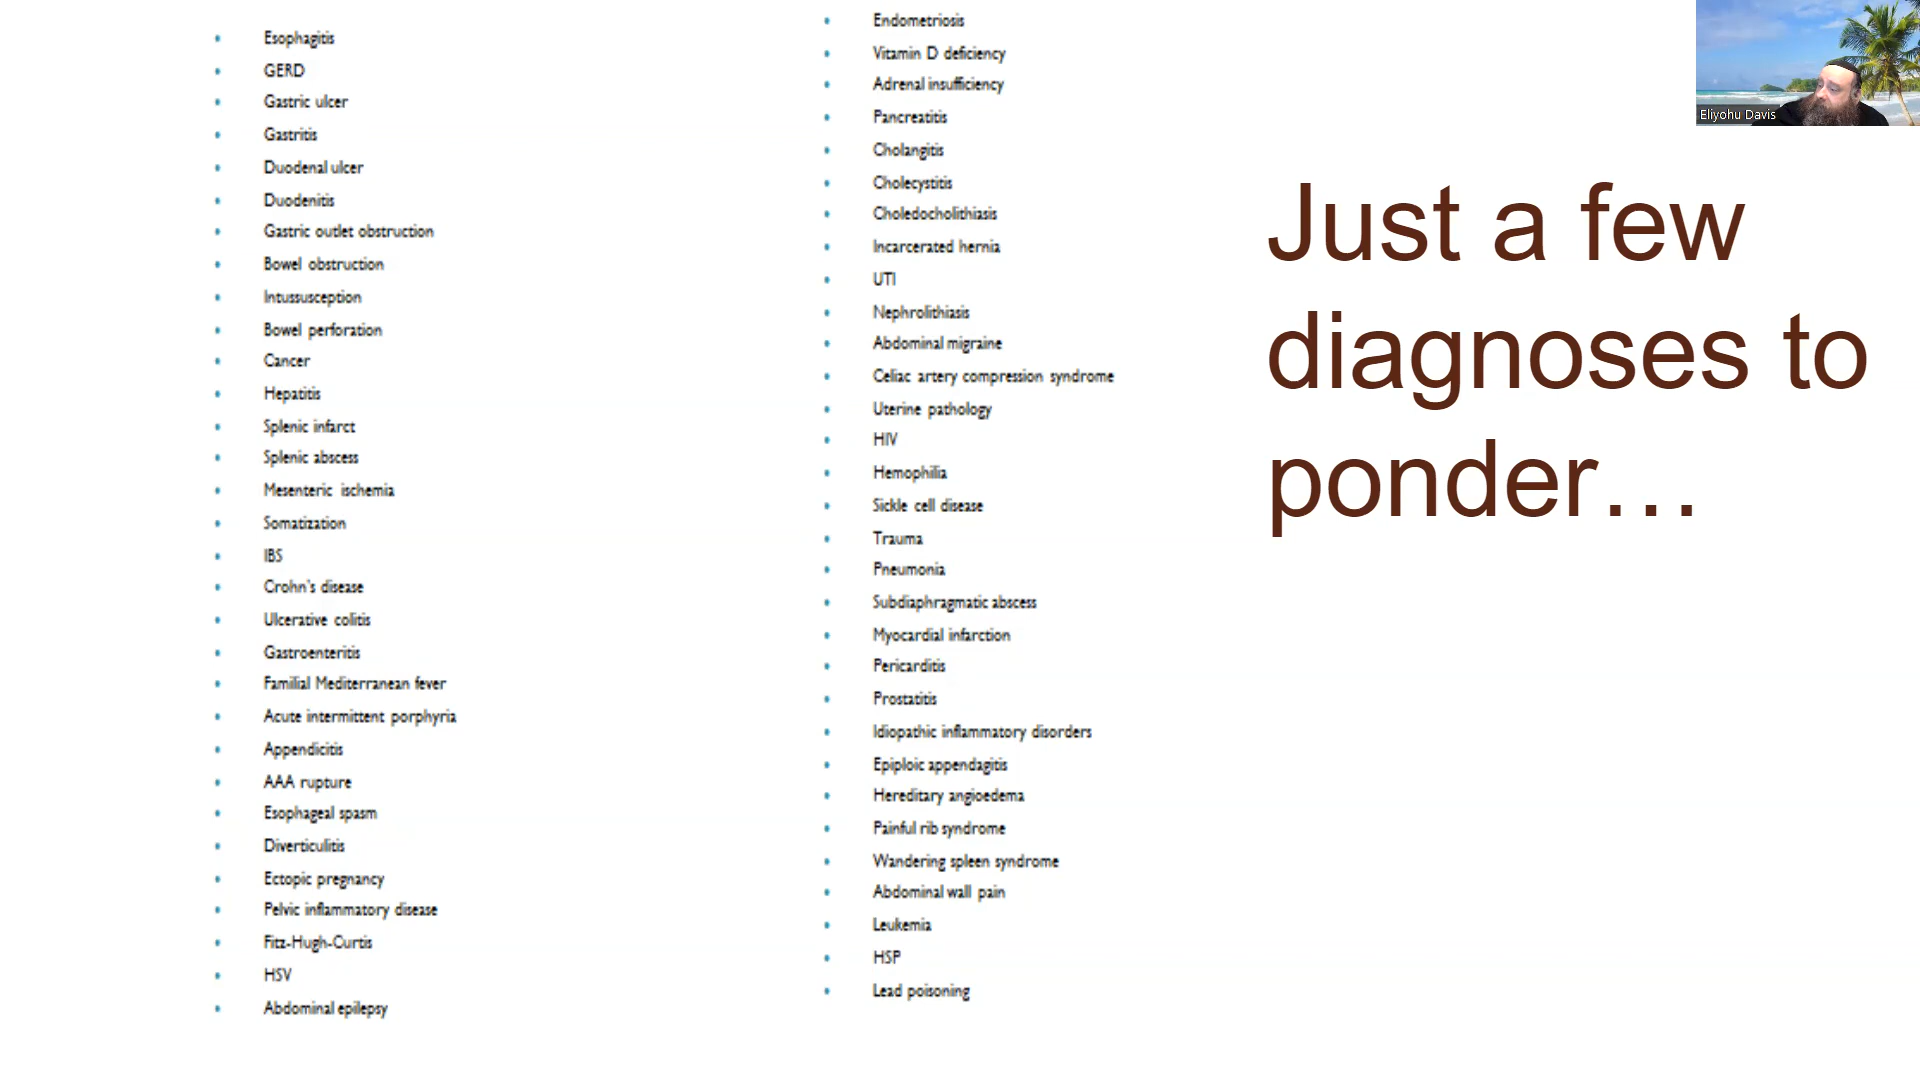 Esophagitis
GERD
Gastric ulcer
Gastritis
Duodenal ulcer
Duodenitis
Gastric outlet obstruction
Bowel obstruction
Intussusception
Bowel perforation
Cancer
Hepatitis
Splenic infarct
Splenic abscess
Mesenteric ischemia
Somatization
IBS
Crohn's disease
Ulcerative colitis
Gastroenteritis
Familial Mediterranean fever
Acute intermittent porphyria
Appendicitis
AAA rupture
Esophageal spasm
Diverticulitis
Ectopic pregnancy
Pelvic inflammatory disease
Fitz-Hugh-Curtis
HSV
Abdominal epilepsy
Endometriosis
Vitamin D deficiency
Adrenal insufficiency
Pancreatitis
Cholangitis
Cholecystitis
Choledocholithiasis
Incarcerated hernia
UTI
Nephrolithiasis
Abdominal migraine
Celiac artery compression syndrome
Uterine pathology
HIV
Hemophilia
Sickle cell disease
Trauma
Pneumonia
Subdiaphragmatic abscess
Myocardial infarction
Pericarditis
Prostatitis
Idiopathic inflammatory disorders
Epiploic appendagitis
Hereditary angioedema
Painful rib syndrome
Wandering spleen syndrome
Abdominal wall pain
Leukemia
HSP
Lead poisoning
Just a few
diagnoses to
ponder…
Eliyohu Davis